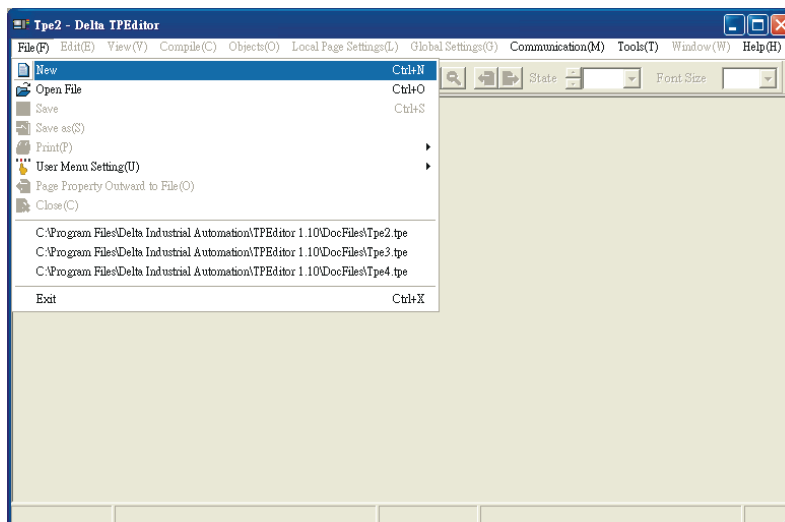 Tpe2 - Delta TPEditor
File(F) Edit(E) View(V) Compile(C) Objects(O) Local Page Settings(L) Global Settings(G) Communication(M) Tools(T) Window(W) Help(H)
New Ctrl+N
State Font Size
Open File Ctrl+O
Save Ctrl+S
Save as(S)
Print(P)
User Menu Setting(U)
Page Property Outward to File(O)
Close(C)
C:\Program Files\Delta Industrial Automation\TPEditor 1.10\DocFiles\Tpe2.tpe
C:\Program Files\Delta Industrial Automation\TPEditor 1.10\DocFiles\Tpe3.tpe
C:\Program Files\Delta Industrial Automation\TPEditor 1.10\DocFiles\Tpe4.tpe
Exit Ctrl+X